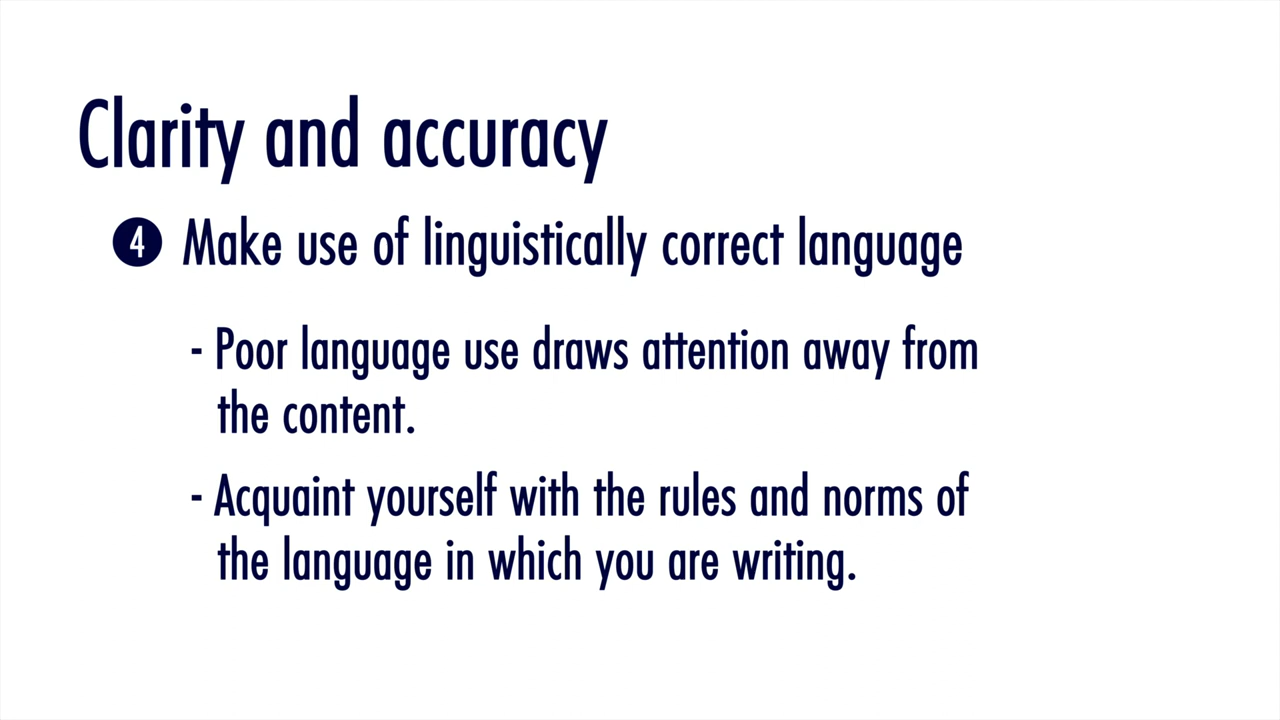 Clarity and accuracy
4 Make use of linguistically correct language
- Poor language use draws attention away from
the content.
- Acquaint yourself with the rules and norms of
the language in which you are writing.